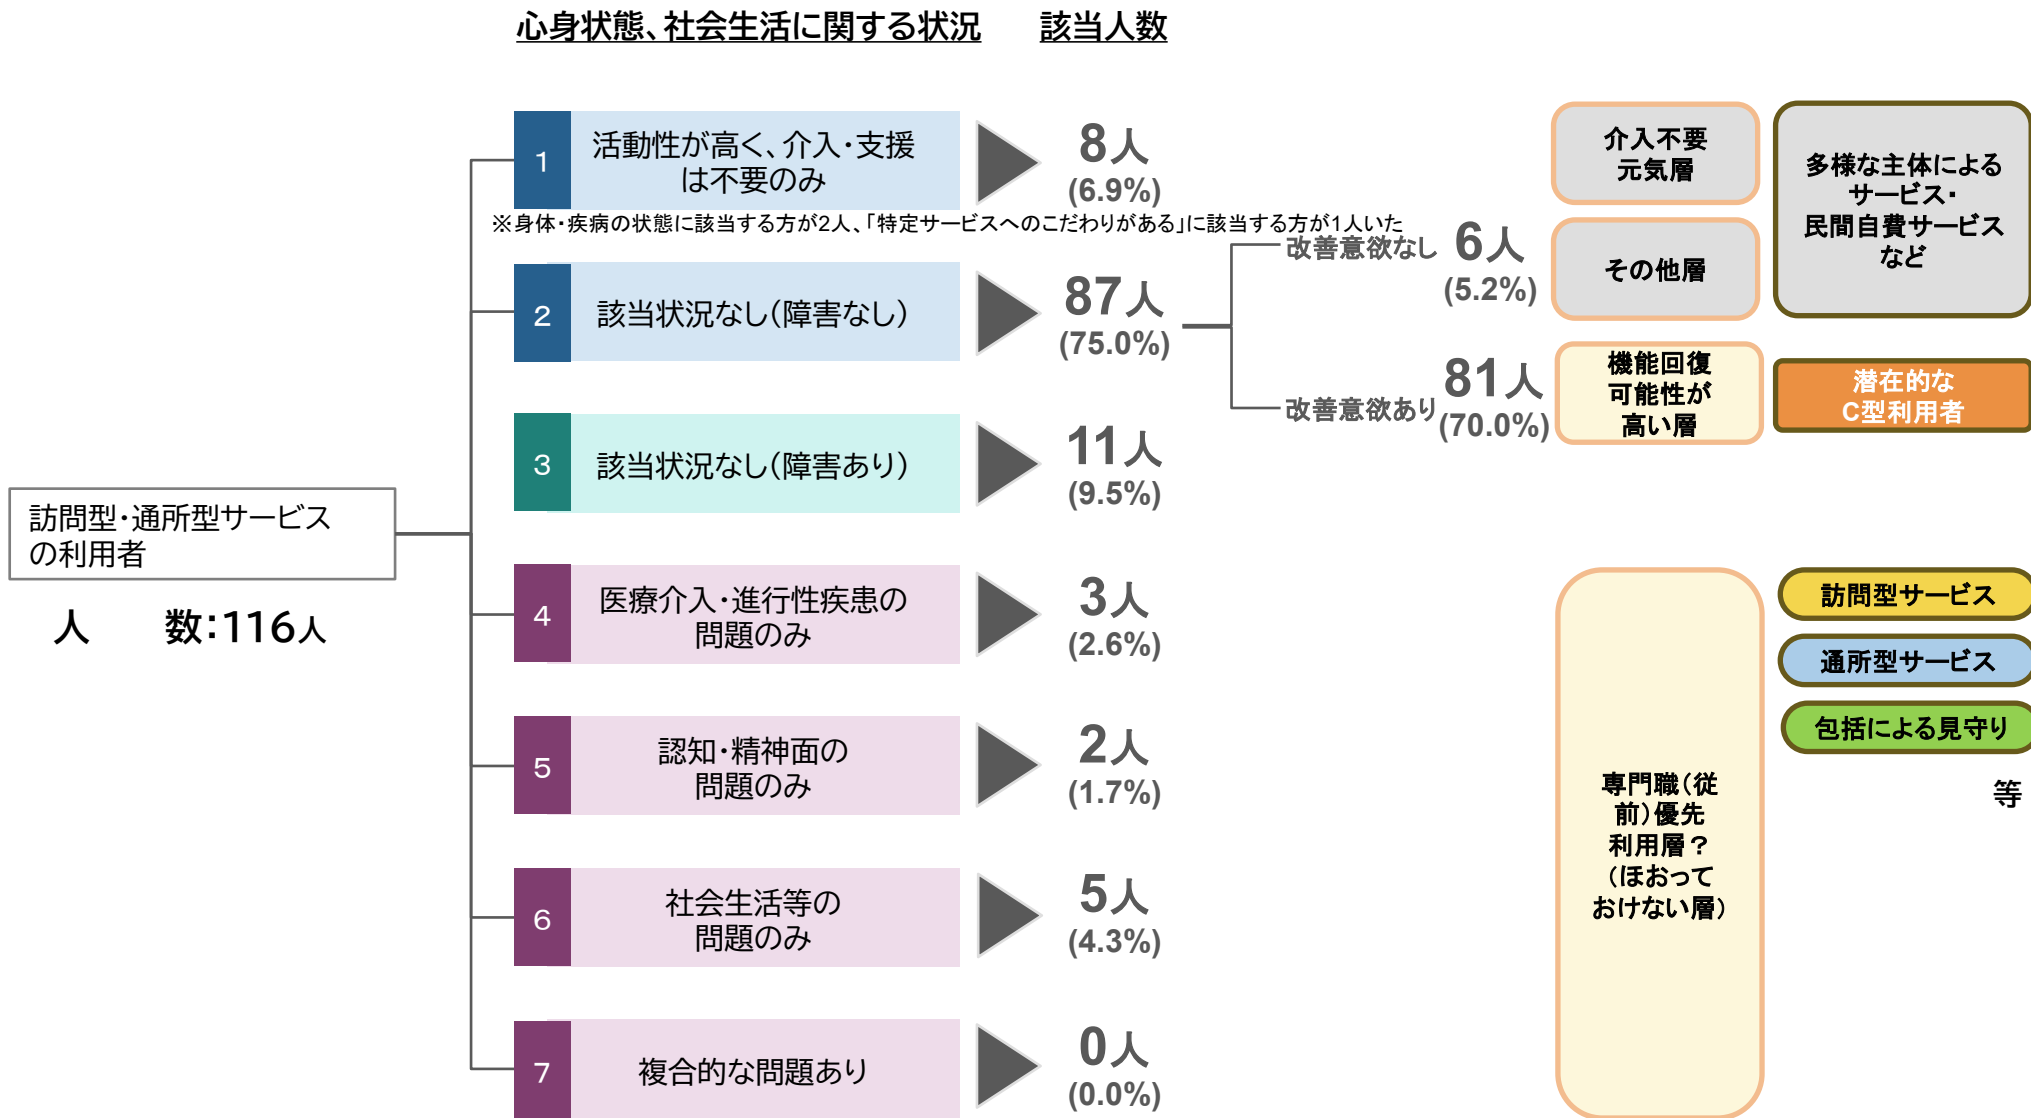 心身状態、社会生活に関する状況
該当人数
1
活動性が高く、介入・支援
は不要のみ
8人
(6.9%)
※身体・疾病の状態に該当する方が2人、「特定サービスへのこだわりがある」に該当する方が1人いた
2
該当状況なし(障害なし)
87人
(75.0%)
改善意欲なし
6人
(5.2%)
改善意欲あり
81人
(70.0%)
3
該当状況なし(障害あり)
11人
(9.5%)
訪問型・通所型サービス
の利用者
人　数：116人
4
医療介入・進行性疾患の
問題のみ
3人
(2.6%)
5
認知・精神面の
問題のみ
2人
(1.7%)
6
社会生活等の
問題のみ
5人
(4.3%)
7
複合的な問題あり
0人
(0.0%)
介入不要
元気層
その他層
多様な主体による
サービス・
民間自費サービス
など
機能回復
可能性が
高い層
潜在的な
C型利用者
専門職(従
前)優先
利用層？
(ほおって
おけない層)
訪問型サービス
通所型サービス
包括による見守り
等